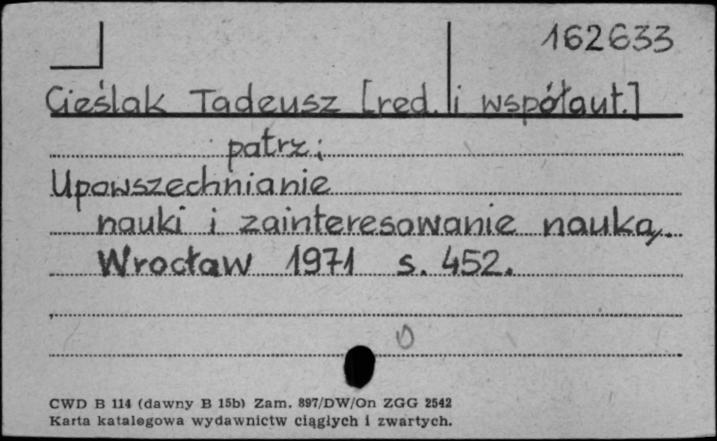 162633
Cieślak Tadeusz [red. i współaut.]
patrz:
Upowszechnianie
nauki i zainteresowanie nauką.
Wrocław 1971 s. 452.
CWD B 114 (dawny B 15b) Zam. 897/DW/On ZGG 2542
Karta katalogowa wydawnictw ciągłych i zwartych.